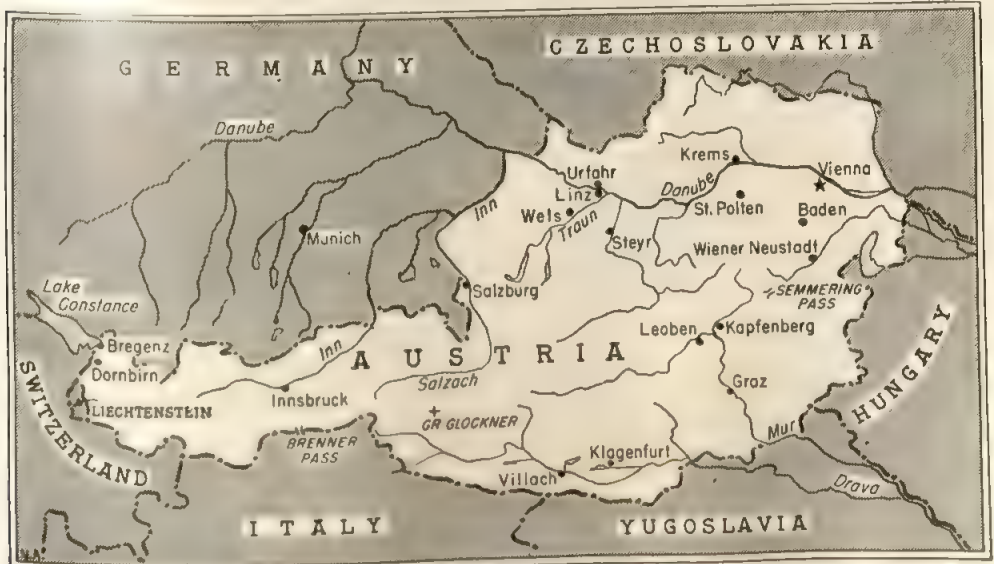 CZECHOSLOVAKIA
GERMANY
Danube
Krems
Vienna
Urfahr
Linz
Danube
Inn
Wels
Traun
St. Polten
Baden
Munich
Steyr
Wiener Neustadt
Lake
Constance
Salzburg
SEMMERING
PASS
Bregenz
Inn
AUSTRIA
Leoben
Kapfenberg
HUNGARY
Dornbirn
Salzach
SWITZERLAND
LIECHTENSTEIN
Innsbruck
Graz
GR. GLOCKNER
BRENNER
PASS
Klagenfurt
Mur
Villach
Drava
ITALY
YUGOSLAVIA